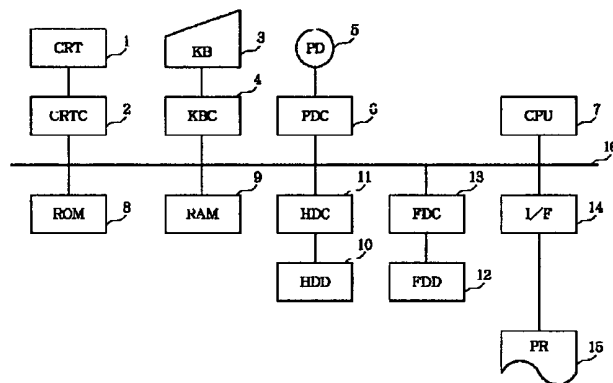 CRT
1
KB
3
PD
5
4
CRTC
2
KBC
PDC
6
CPU
7
16
ROM
8
RAM
9
HDC
11
FDC
13
I/F
14
HDD
10
FDD
12
PR
15